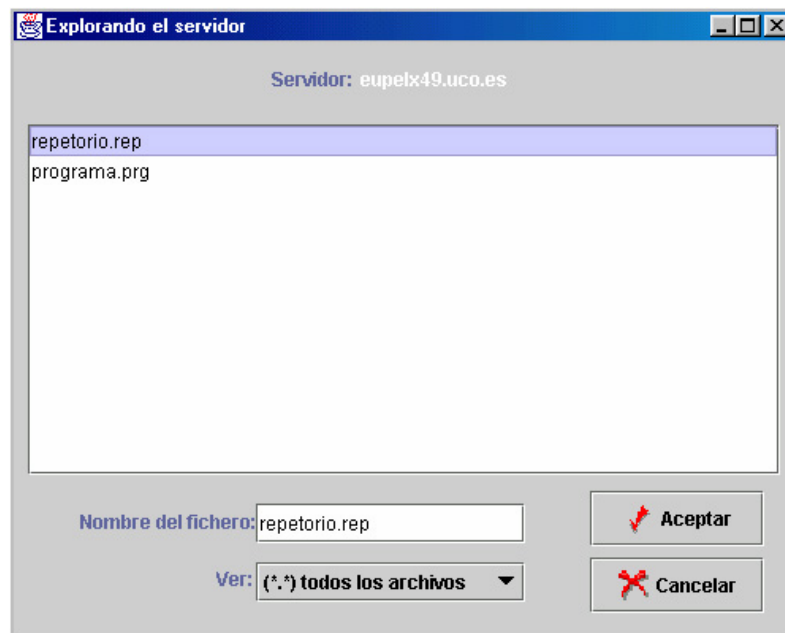 Explorando el servidor
Servidor: eupelx49.uco.es
repetorio.rep
programa.prg
Nombre del fichero: repetorio.rep
Aceptar
Ver: (*.*) todos los archivos
Cancelar